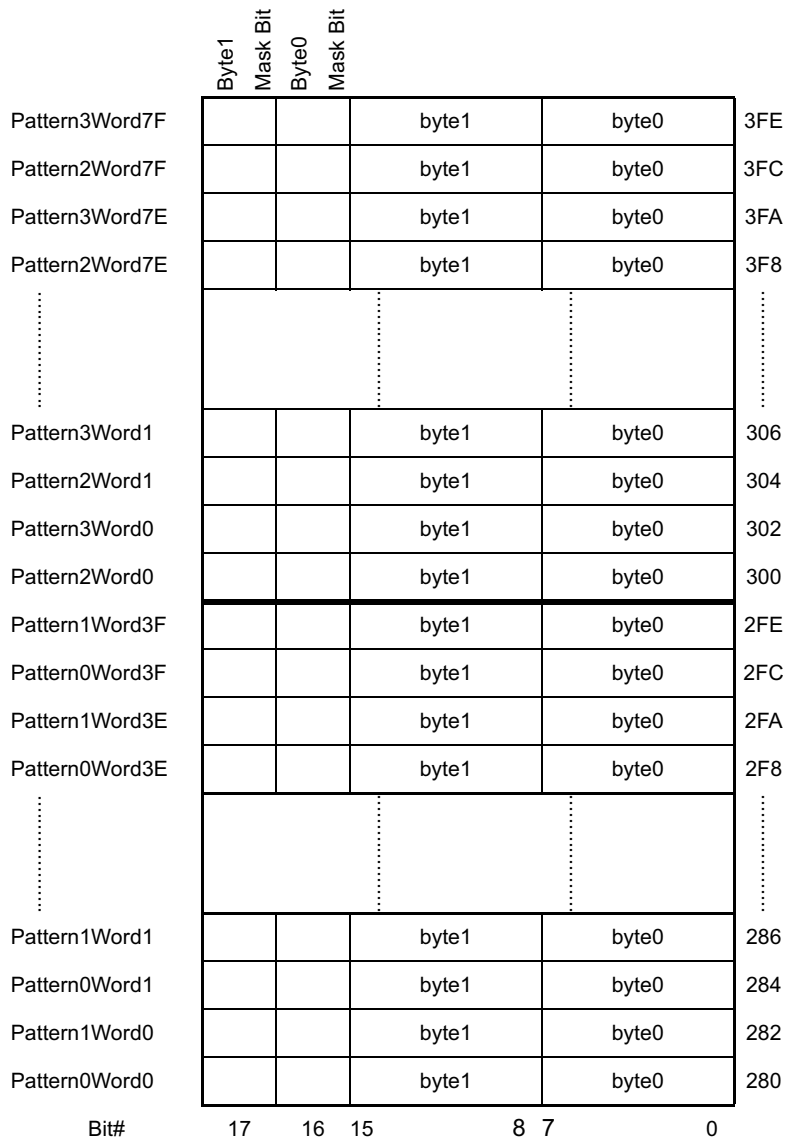 Byte1
Mask Bit
Byte0
Mask Bit
Pattern3Word7F byte1 byte0 3FE
Pattern2Word7F byte1 byte0 3FC
Pattern3Word7E byte1 byte0 3FA
Pattern2Word7E byte1 byte0 3F8
Pattern3Word1 byte1 byte0 306
Pattern2Word1 byte1 byte0 304
Pattern3Word0 byte1 byte0 302
Pattern2Word0 byte1 byte0 300
Pattern1Word3F byte1 byte0 2FE
Pattern0Word3F byte1 byte0 2FC
Pattern1Word3E byte1 byte0 2FA
Pattern0Word3E byte1 byte0 2F8
Pattern1Word1 byte1 byte0 286
Pattern0Word1 byte1 byte0 284
Pattern1Word0 byte1 byte0 282
Pattern0Word0 byte1 byte0 280
Bit# 17 16 15 8 7 0